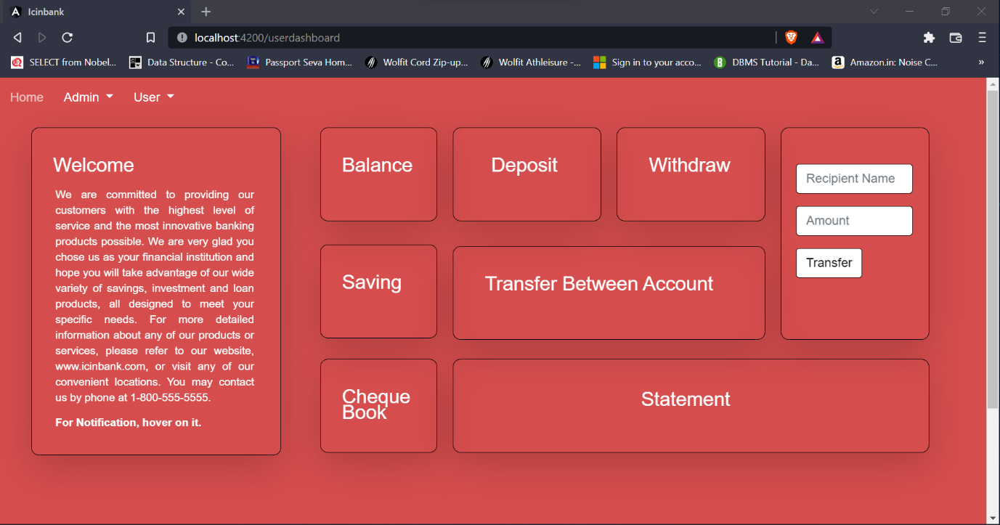 Icinbank
localhost:4200/userdashboard
SELECT from Nobel...
Data Structure - Co...
Passport Seva Hom...
Wolfit Cord Zip-up...
Wolfit Athleisure -...
Sign in to your acco...
DBMS Tutorial - Da...
Amazon.in: Noise C...
»
Home
Admin
User
Welcome
We are committed to providing our
customers with the highest level of
service and the most innovative banking
products possible. We are very glad you
chose us as your financial institution and
hope you will take advantage of our wide
variety of savings, investment and loan
products, all designed to meet your
specific needs. For more detailed
information about any of our products or
services, please refer to our website,
www.icinbank.com, or visit any of our
convenient locations. You may contact
us by phone at 1-800-555-5555.
For Notification, hover on it.
Balance
Deposit
Withdraw
Recipient Name
Amount
Transfer
Saving
Transfer Between Account
Cheque
Book
Statement